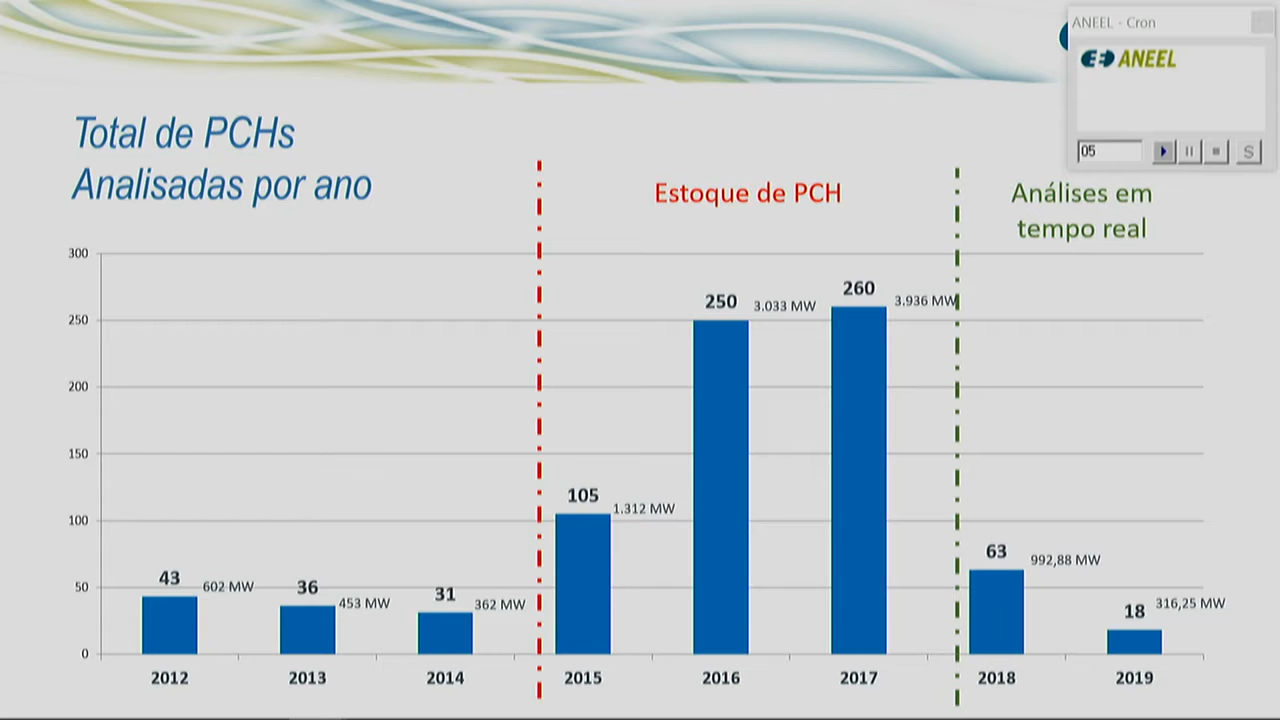 ANEEL - Cron
ANEEL
05
S
Total de PCHs
Analisadas por ano
Estoque de PCH
Análises em
tempo real
300
250
200
150
100
50
0
43
602 MW
36
453 MW
31
362 MW
105
1.312 MW
250
3.033 MW
260
3.936 MW
63
992,88 MW
18
316,25 MW
2012
2013
2014
2015
2016
2017
2018
2019